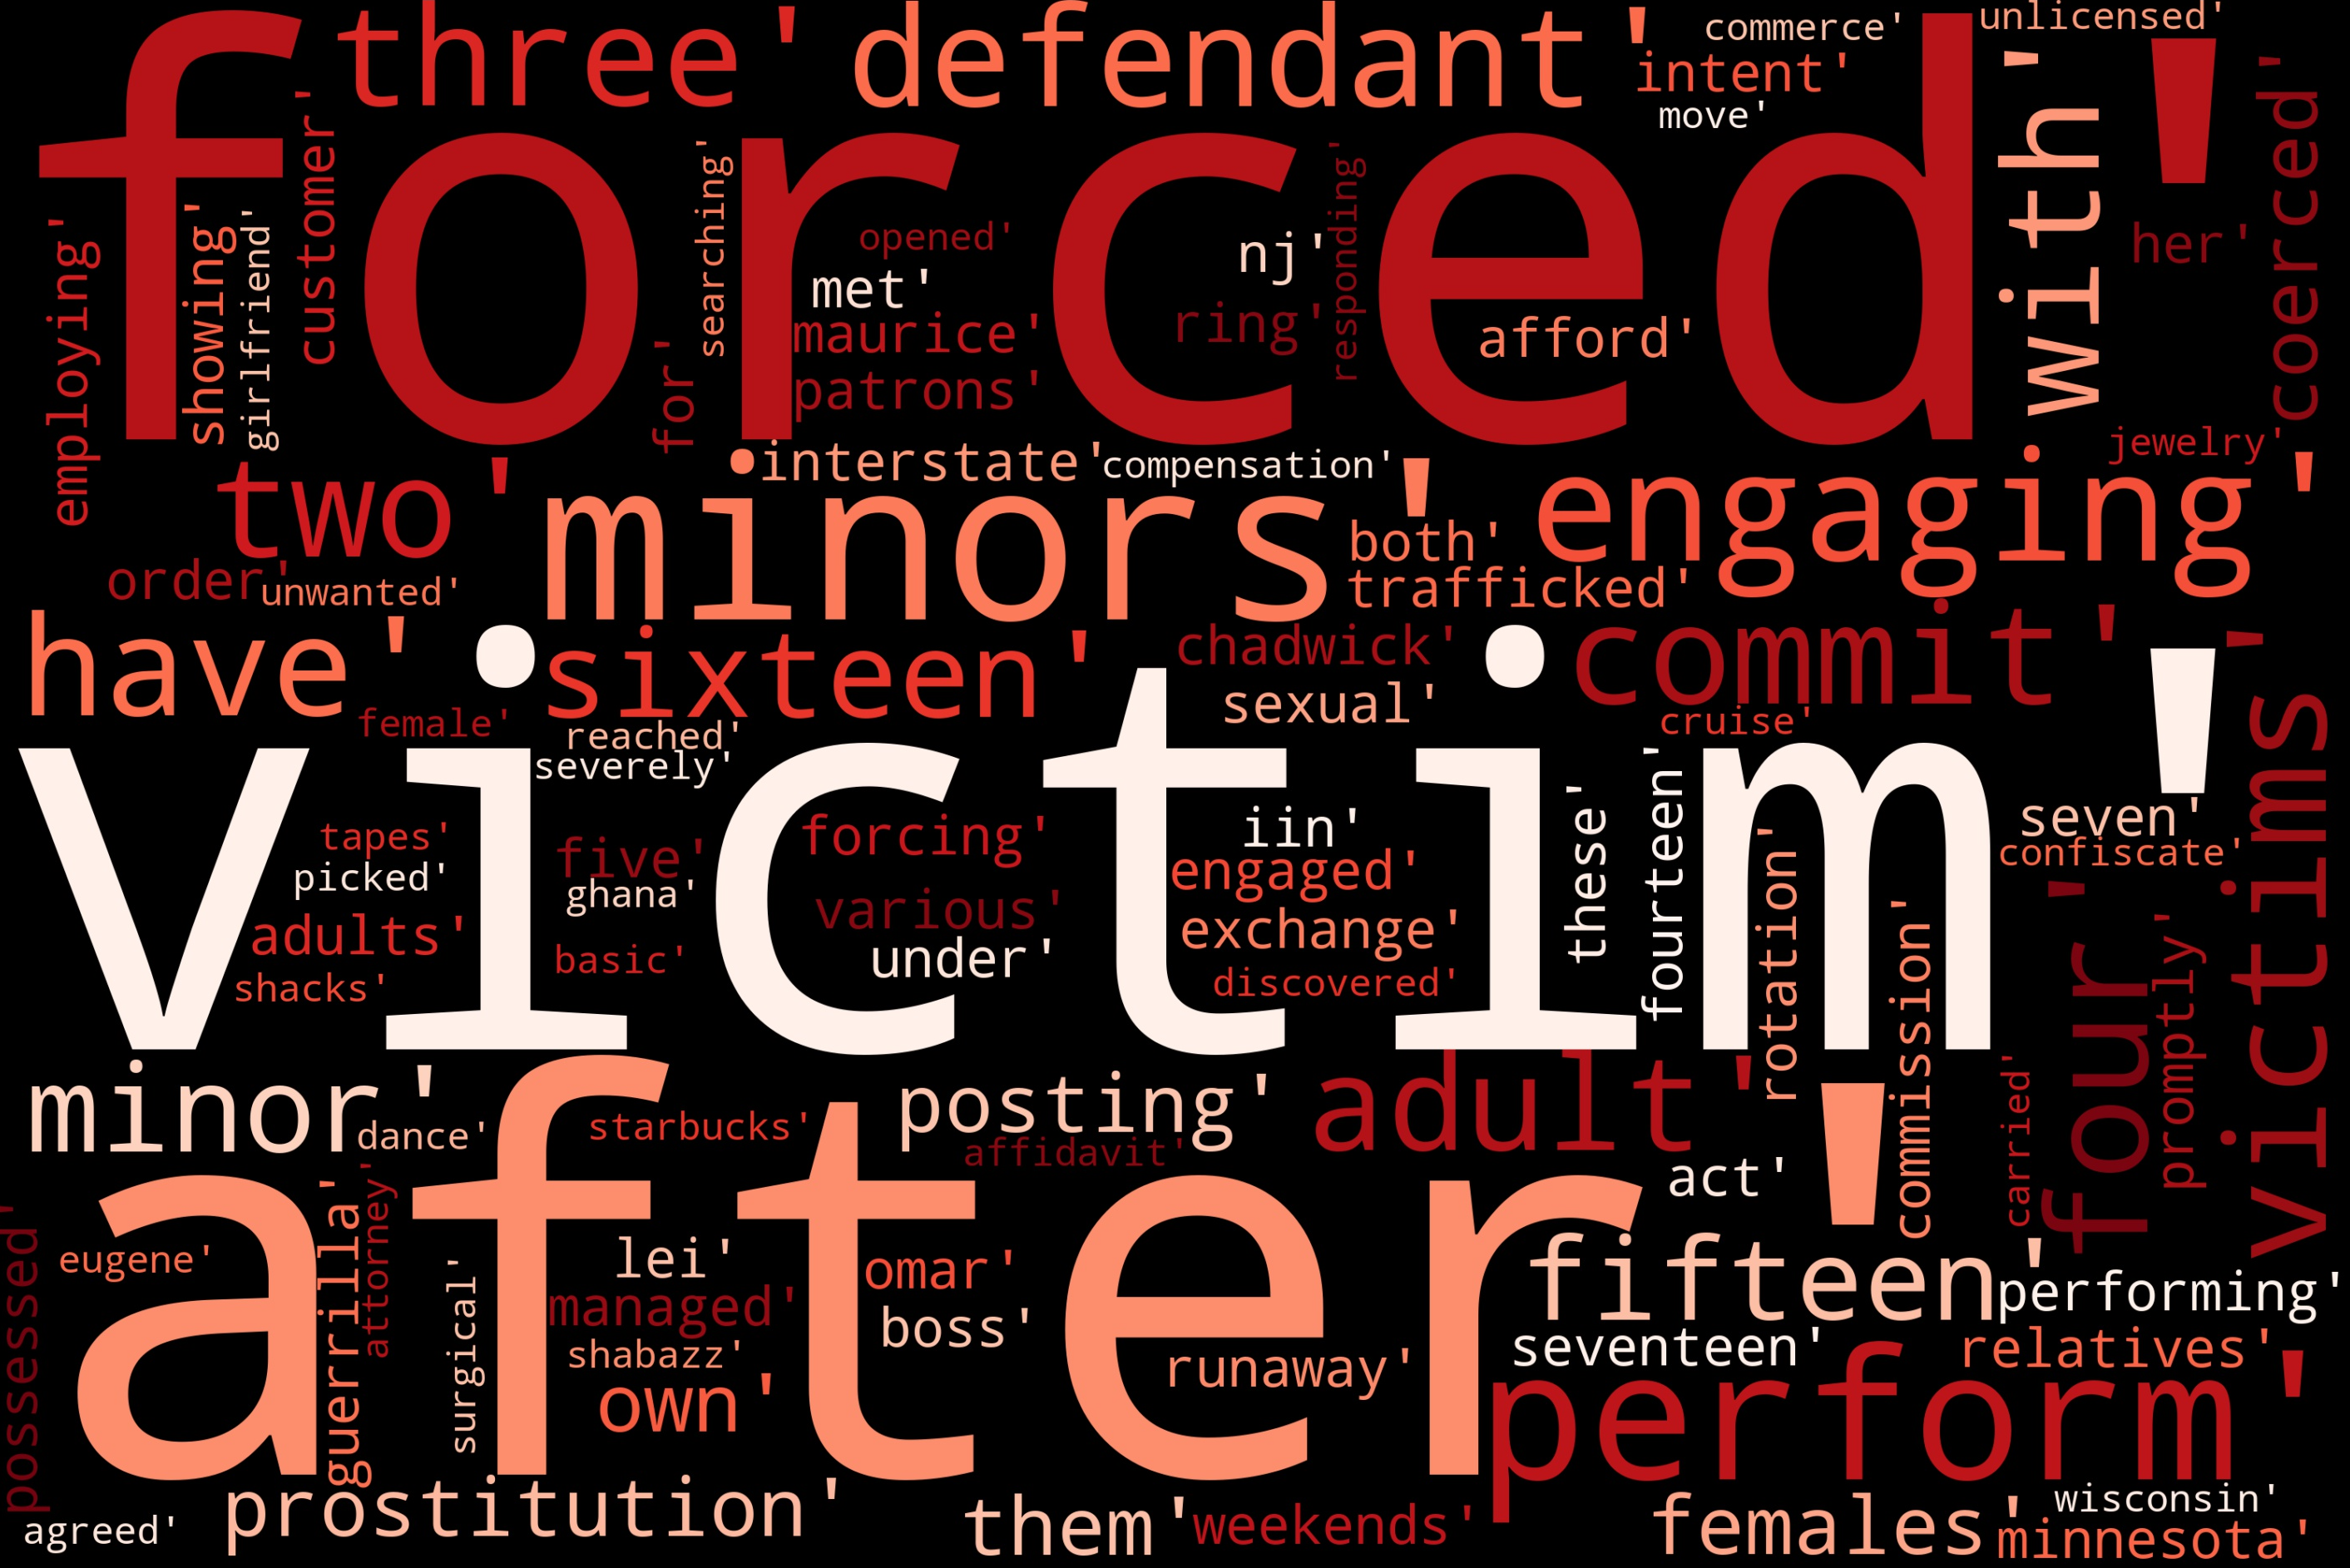 three' defendant' commerce' unlicensed'
intent'
move'
forced'
with'
coerced'
her'
customer'
employing'
showing'
girlfriend'
searching'
for'
opened'
met'
maurice'
patrons'
nj'
ring'
responding'
afford'
jewelry'
interstate' compensation'
two' minors' engaging'
both'
trafficked'
order'
unwanted'
have' sixteen' chadwick' commit'
sexual'
female'
reached'
severely'
cruise'
victim'
victims'
these'
fourteen'
seven'
confiscate'
tapes'
picked'
adults'
shacks'
five'
ghana'
basic'
forcing'
various'
under'
iin'
engaged'
exchange'
discovered'
rotation'
commission'
four'
promptly'
carried'
minor'
dance'
starbucks'
posting'
affidavit'
adult'
act'
after'
possessed'
eugene'
guerrilla'
attorney'
surgical'
lei'
managed'
shabazz'
own'
omar'
boss'
runaway'
fifteen' performing'
seventeen' relatives'
perform'
agreed'
prostitution'
them' weekends'
females' wisconsin'
minnesota'